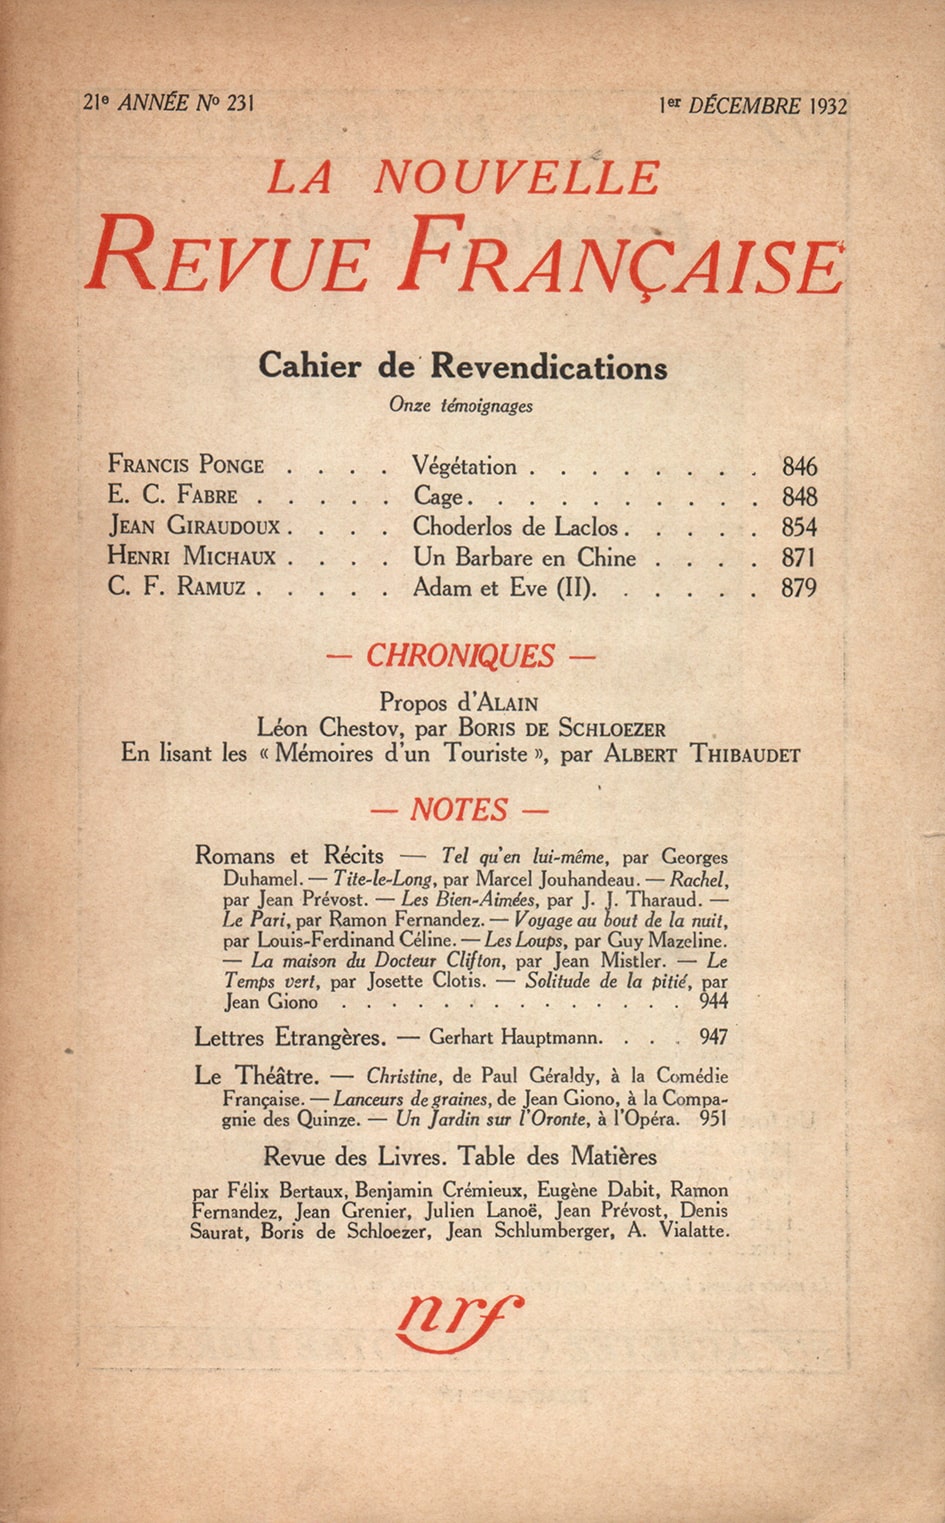 21e ANNÉE No 231
1er DÉCEMBRE 1932
LA NOUVELLE
REVUE FRANÇAISE
Cahier de Revendications
Onze témoignages
FRANCIS PONGE . . . . Végétation . . . . . . . . 846
E. C. FABRE . . . . . Cage. . . . . . . . . . 848
JEAN GIRAUDOUX . . . . Choderlos de Laclos . . . . . 854
HENRI MICHAUX . . . . Un Barbare en Chine . . . . 871
C. F. RAMUZ . . . . . Adam et Eve (II). . . . . . 879
— CHRONIQUES —
Propos d'ALAIN
Léon Chestov, par BORIS DE SCHLOEZER
En lisant les « Mémoires d'un Touriste », par ALBERT THIBAUDET
— NOTES —
Romans et Récits — Tel qu'en lui-même, par Georges
Duhamel. — Tite-le-Long, par Marcel Jouhandeau. — Rachel,
par Jean Prévost. — Les Bien-Aimées, par J. J. Tharaud. —
Le Pari, par Ramon Fernandez. — Voyage au bout de la nuit,
par Louis-Ferdinand Céline. — Les Loups, par Guy Mazeline.
— La maison du Docteur Clifton, par Jean Mistler. — Le
Temps vert, par Josette Clotis. — Solitude de la pitié, par
Jean Giono . . . . . . . . . . . . . . 944
Lettres Etrangères. — Gerhart Hauptmann. . . . 947
Le Théâtre. — Christine, de Paul Géraldy, à la Comédie
Française. — Lanceurs de graines, de Jean Giono, à la Compa-
gnie des Quinze. — Un Jardin sur l'Oronte, à l'Opéra. 951
Revue des Livres. Table des Matières
par Félix Bertaux, Benjamin Crémieux, Eugène Dabit, Ramon
Fernandez, Jean Grenier, Julien Lanoë, Jean Prévost, Denis
Saurat, Boris de Schloezer, Jean Schlumberger, A. Vialatte.
nrf